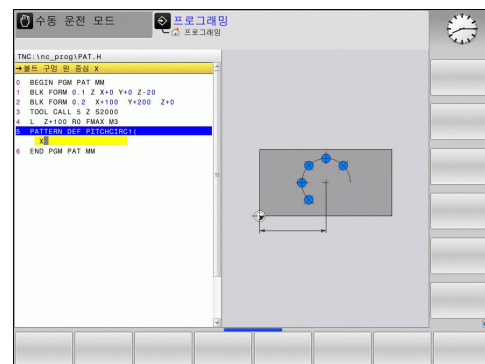 수동 운전 모드
프로그래밍
프로그래밍
TNC:\nc_prog\PAT.H
→볼트 구멍 원 중심 X
0 BEGIN PGM PAT MM
1 BLK FORM 0.1 Z X+0 Y+0 Z-20
2 BLK FORM 0.2 X+100 Y+200 Z+0
3 TOOL CALL 5 Z S2000
4 L Z+100 R0 FMAX M3
5 PATTERN DEF PITCHCIRC1(
X
6 END PGM PAT MM